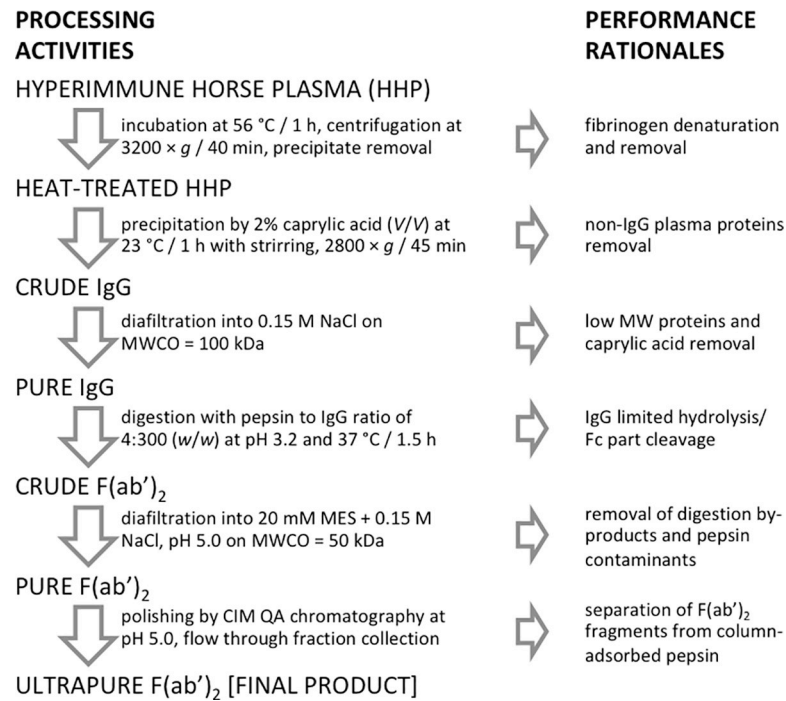 PROCESSING
ACTIVITIES
PERFORMANCE
RATIONALES
HYPERIMMUNE HORSE PLASMA (HHP)
incubation at 56 °C / 1 h, centrifugation at
3200 × g / 40 min, precipitate removal
fibrinogen denaturation
and removal
HEAT-TREATED HHP
precipitation by 2% caprylic acid (V/V) at
23 °C / 1 h with strirring, 2800 × g / 45 min
non-IgG plasma proteins
removal
CRUDE IgG
diafiltration into 0.15 M NaCl on
MWCO = 100 kDa
low MW proteins and
caprylic acid removal
PURE IgG
digestion with pepsin to IgG ratio of
4:300 (w/w) at pH 3.2 and 37 °C / 1.5 h
IgG limited hydrolysis/
Fc part cleavage
CRUDE F(ab’)₂
diafiltration into 20 mM MES + 0.15 M
NaCl, pH 5.0 on MWCO = 50 kDa
removal of digestion by-
products and pepsin
contaminants
PURE F(ab’)₂
polishing by CIM QA chromatography at
pH 5.0, flow through fraction collection
separation of F(ab’)₂
fragments from column-
adsorbed pepsin
ULTRAPURE F(ab’)₂ [FINAL PRODUCT]